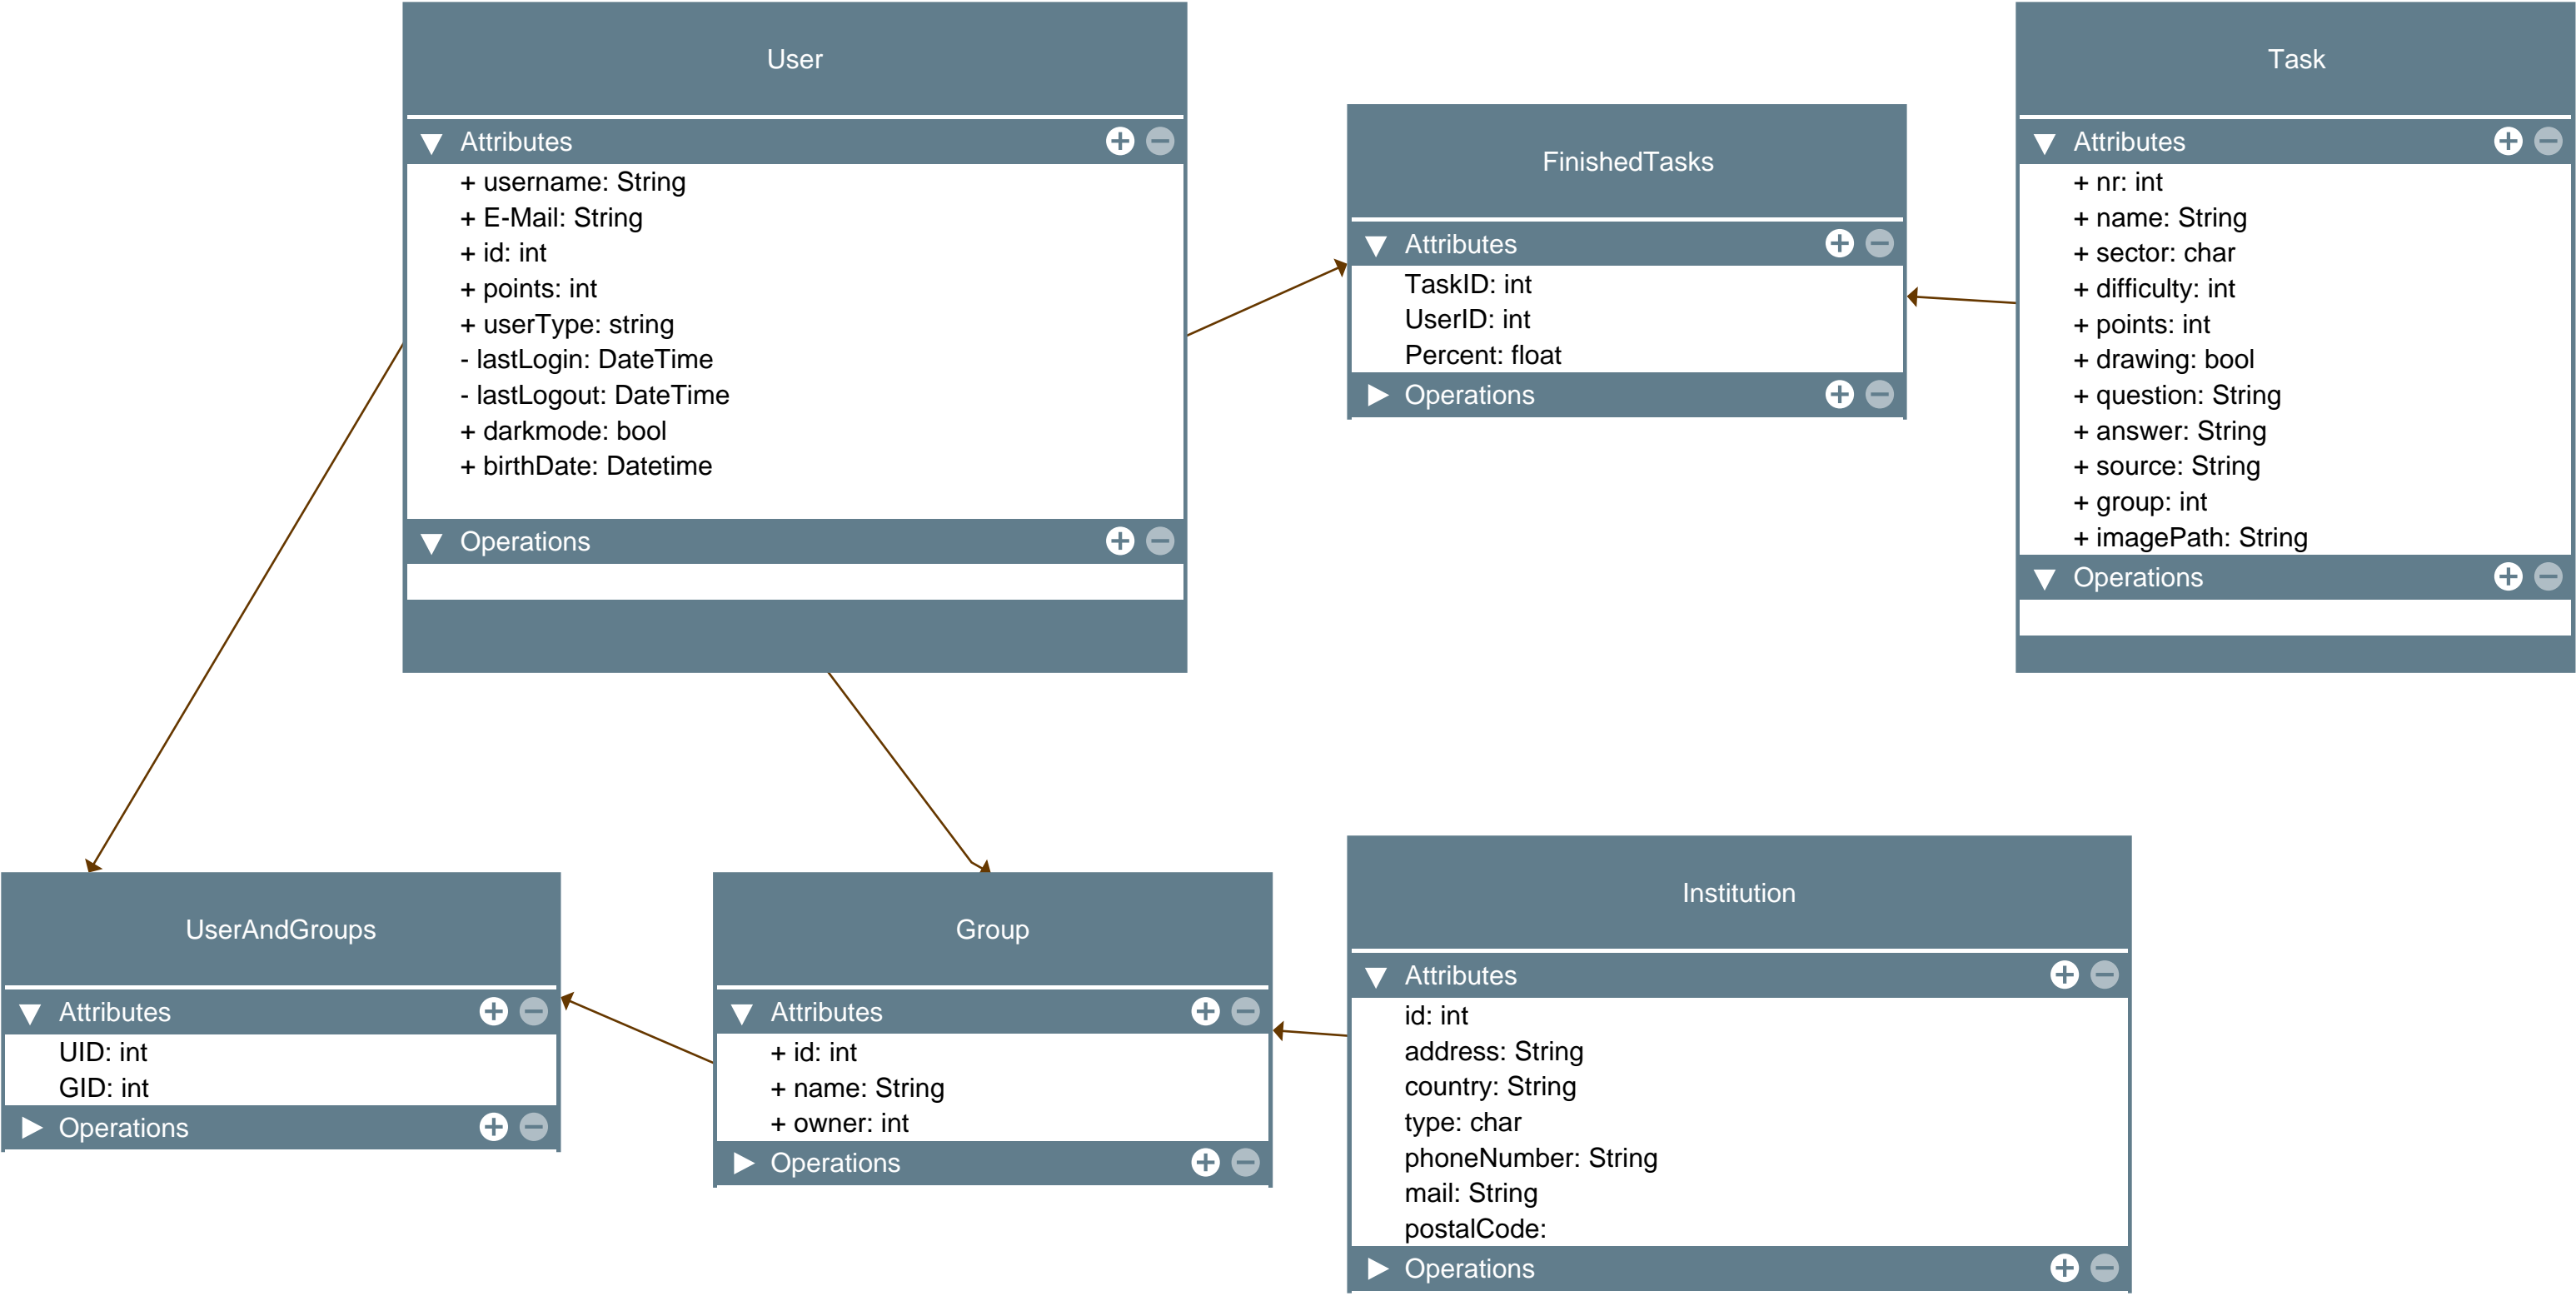 User
Attributes
+ username: String
+ E-Mail: String
+ id: int
+ points: int
+ userType: string
- lastLogin: DateTime
- lastLogout: DateTime
+ darkmode: bool
+ birthDate: Datetime
Operations
FinishedTasks
Attributes
TaskID: int
UserID: int
Percent: float
Operations
Task
Attributes
+ nr: int
+ name: String
+ sector: char
+ difficulty: int
+ points: int
+ drawing: bool
+ question: String
+ answer: String
+ source: String
+ group: int
+ imagePath: String
Operations
UserAndGroups
Attributes
UID: int
GID: int
Operations
Group
Attributes
+ id: int
+ name: String
+ owner: int
Operations
Institution
Attributes
id: int
address: String
country: String
type: char
phoneNumber: String
mail: String
postalCode:
Operations